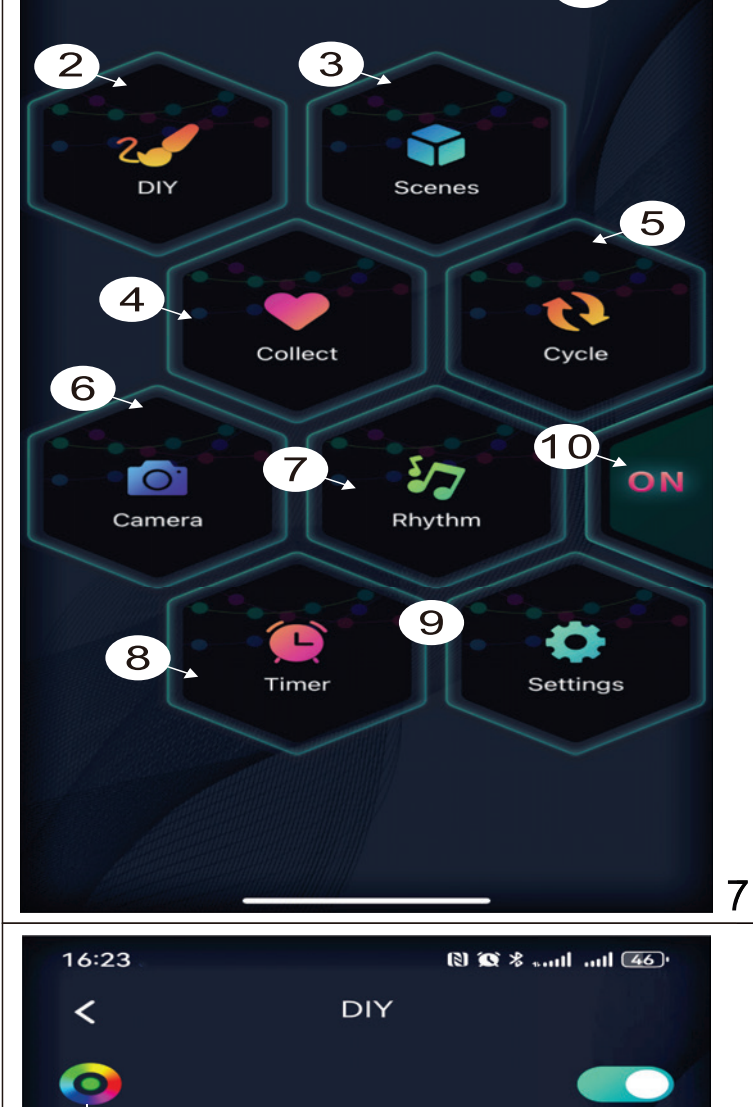 2
3
DIY
Scenes
5
4
Collect
Cycle
6
10
7
ON
Camera
Rhythm
9
8
Timer
Settings
7
16:23
46
DIY